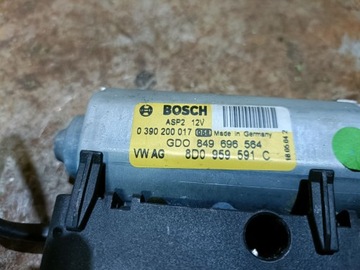 BOSCH
ASP2 12V
0 390 200 017 Made in Germany
GDO 849 696 564
VW AG 8D0 959 591 C